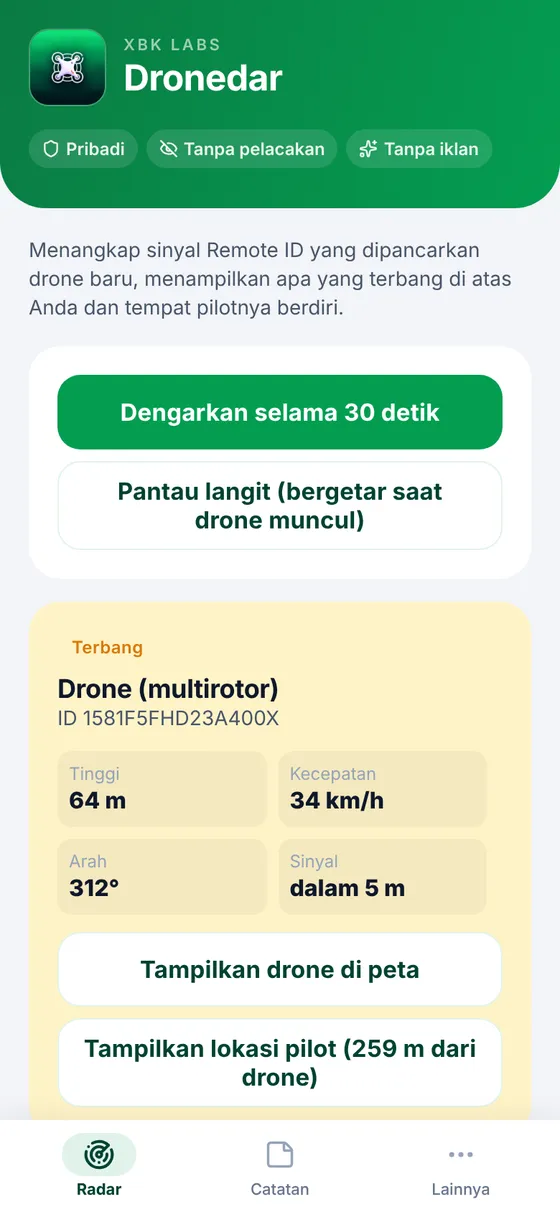 XBK LABS
Dronedar
Pribadi
Tanpa pelacakan
Tanpa iklan
Menangkap sinyal Remote ID yang dipancarkan
drone baru, menampilkan apa yang terbang di atas
Anda dan tempat pilotnya berdiri.
Dengarkan selama 30 detik
Pantau langit (bergetar saat
drone muncul)
Terbang
Drone (multirotor)
ID 1581F5FHD23A400X
Tinggi
64 m
Kecepatan
34 km/h
Arah
312°
Sinyal
dalam 5 m
Tampilkan drone di peta
Tampilkan lokasi pilot (259 m dari
drone)
Radar
Catatan
Lainnya